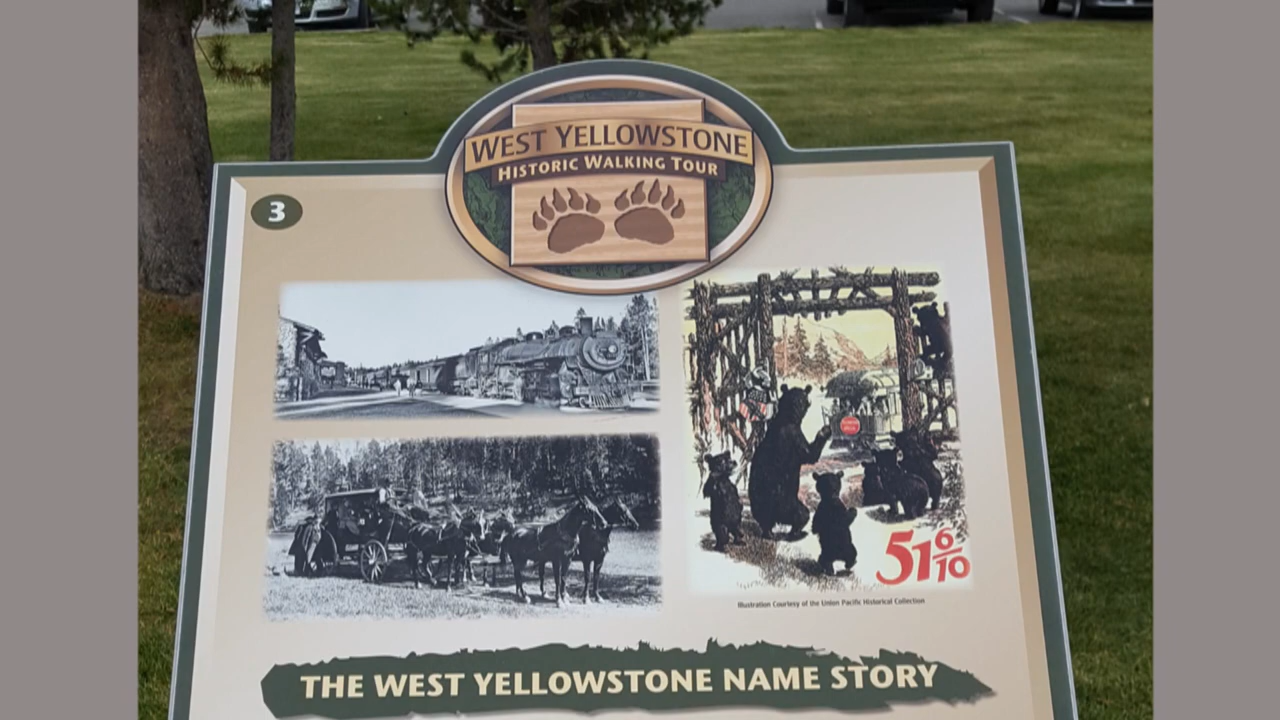 WEST YELLOWSTONE
HISTORIC WALKING TOUR
3
51 6/10
Illustration Courtesy of the Union Pacific Historical Collection
THE WEST YELLOWSTONE NAME STORY